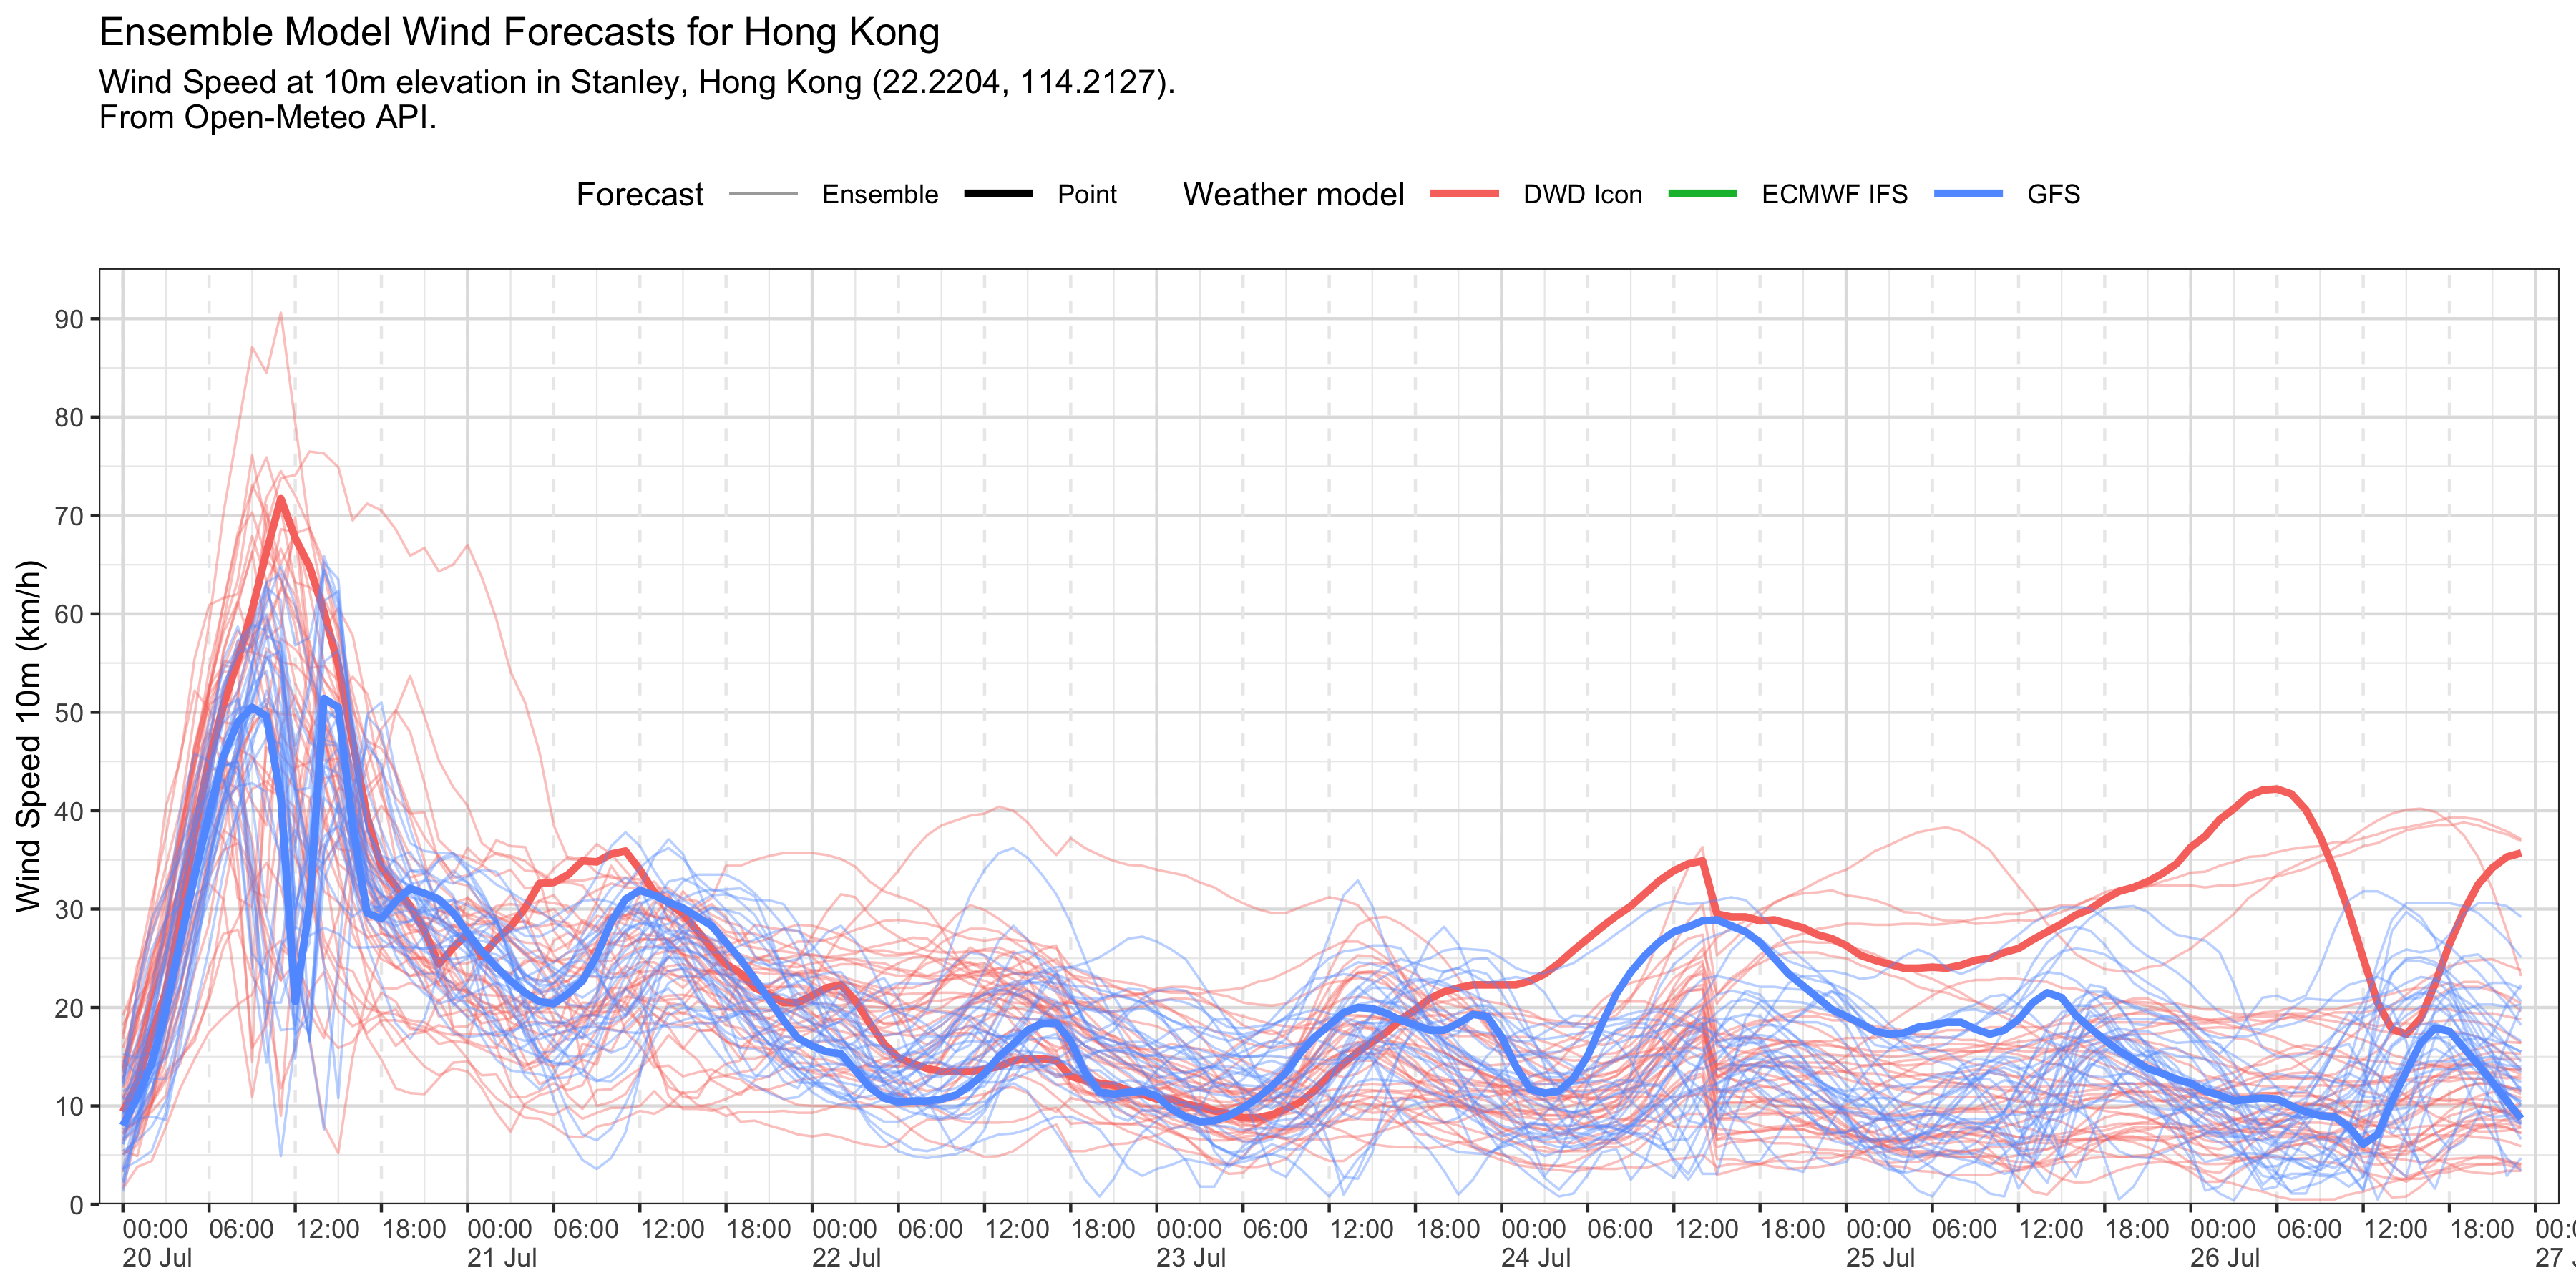 Ensemble Model Wind Forecasts for Hong Kong
Wind Speed at 10m elevation in Stanley, Hong Kong (22.2204, 114.2127).
From Open-Meteo API.
Forecast Ensemble Point Weather model DWD Icon ECMWF IFS GFS
Wind Speed 10m (km/h)
90
80
70
60
50
40
30
20
10
0
00:00 06:00 12:00 18:00 00:00 06:00 12:00 18:00 00:00 06:00 12:00 18:00 00:00 06:00 12:00 18:00 00:00 06:00 12:00 18:00 00:00 06:00 12:00 18:00 00:00 06:00 12:00 18:00
20 Jul 21 Jul 22 Jul 23 Jul 24 Jul 25 Jul 26 Jul 27